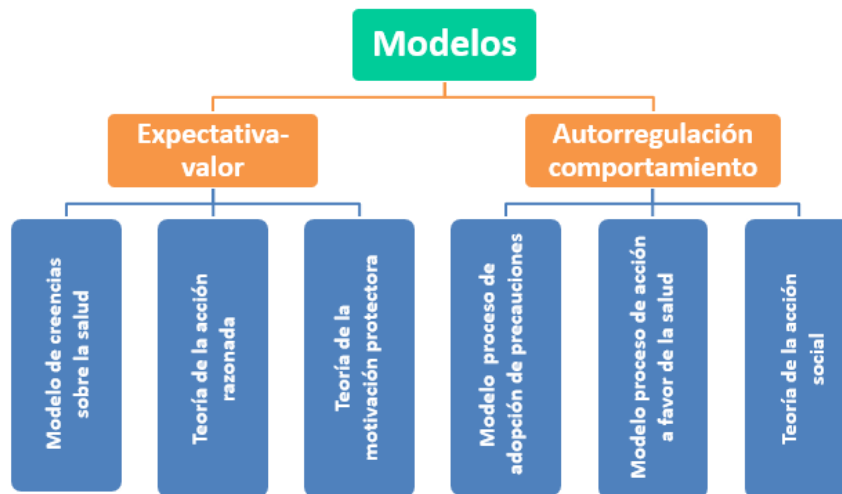 Modelos
Expectativa-
valor
Autorregulación
comportamiento
Modelo de creencias
sobre la salud
Teoría de la acción
razonada
Teoría de la
motivación protectora
Modelo proceso de
adopción de precauciones
Modelo proceso de acción
a favor de la salud
Teoría de la acción
social